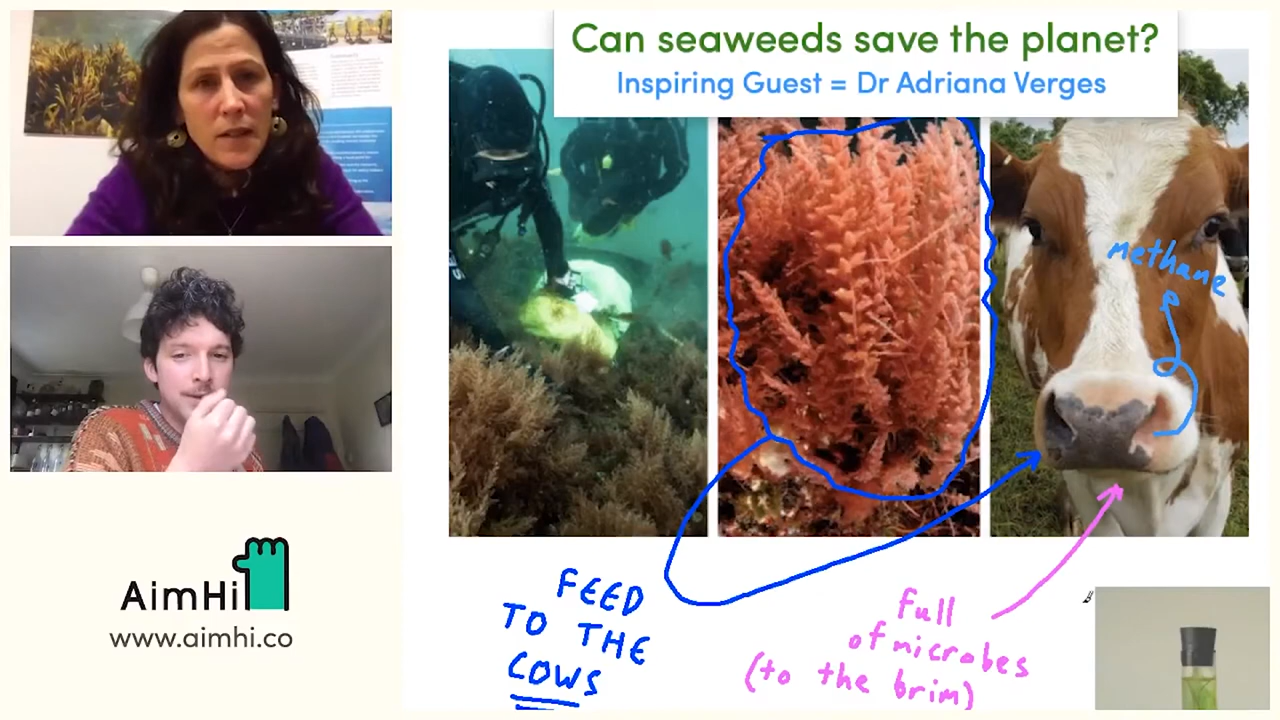 Can seaweeds save the planet?
Inspiring Guest = Dr Adriana Verges
methane
FEED
TO THE
COWS
full
of microbes
(to the brim)
AimHi
www.aimhi.co